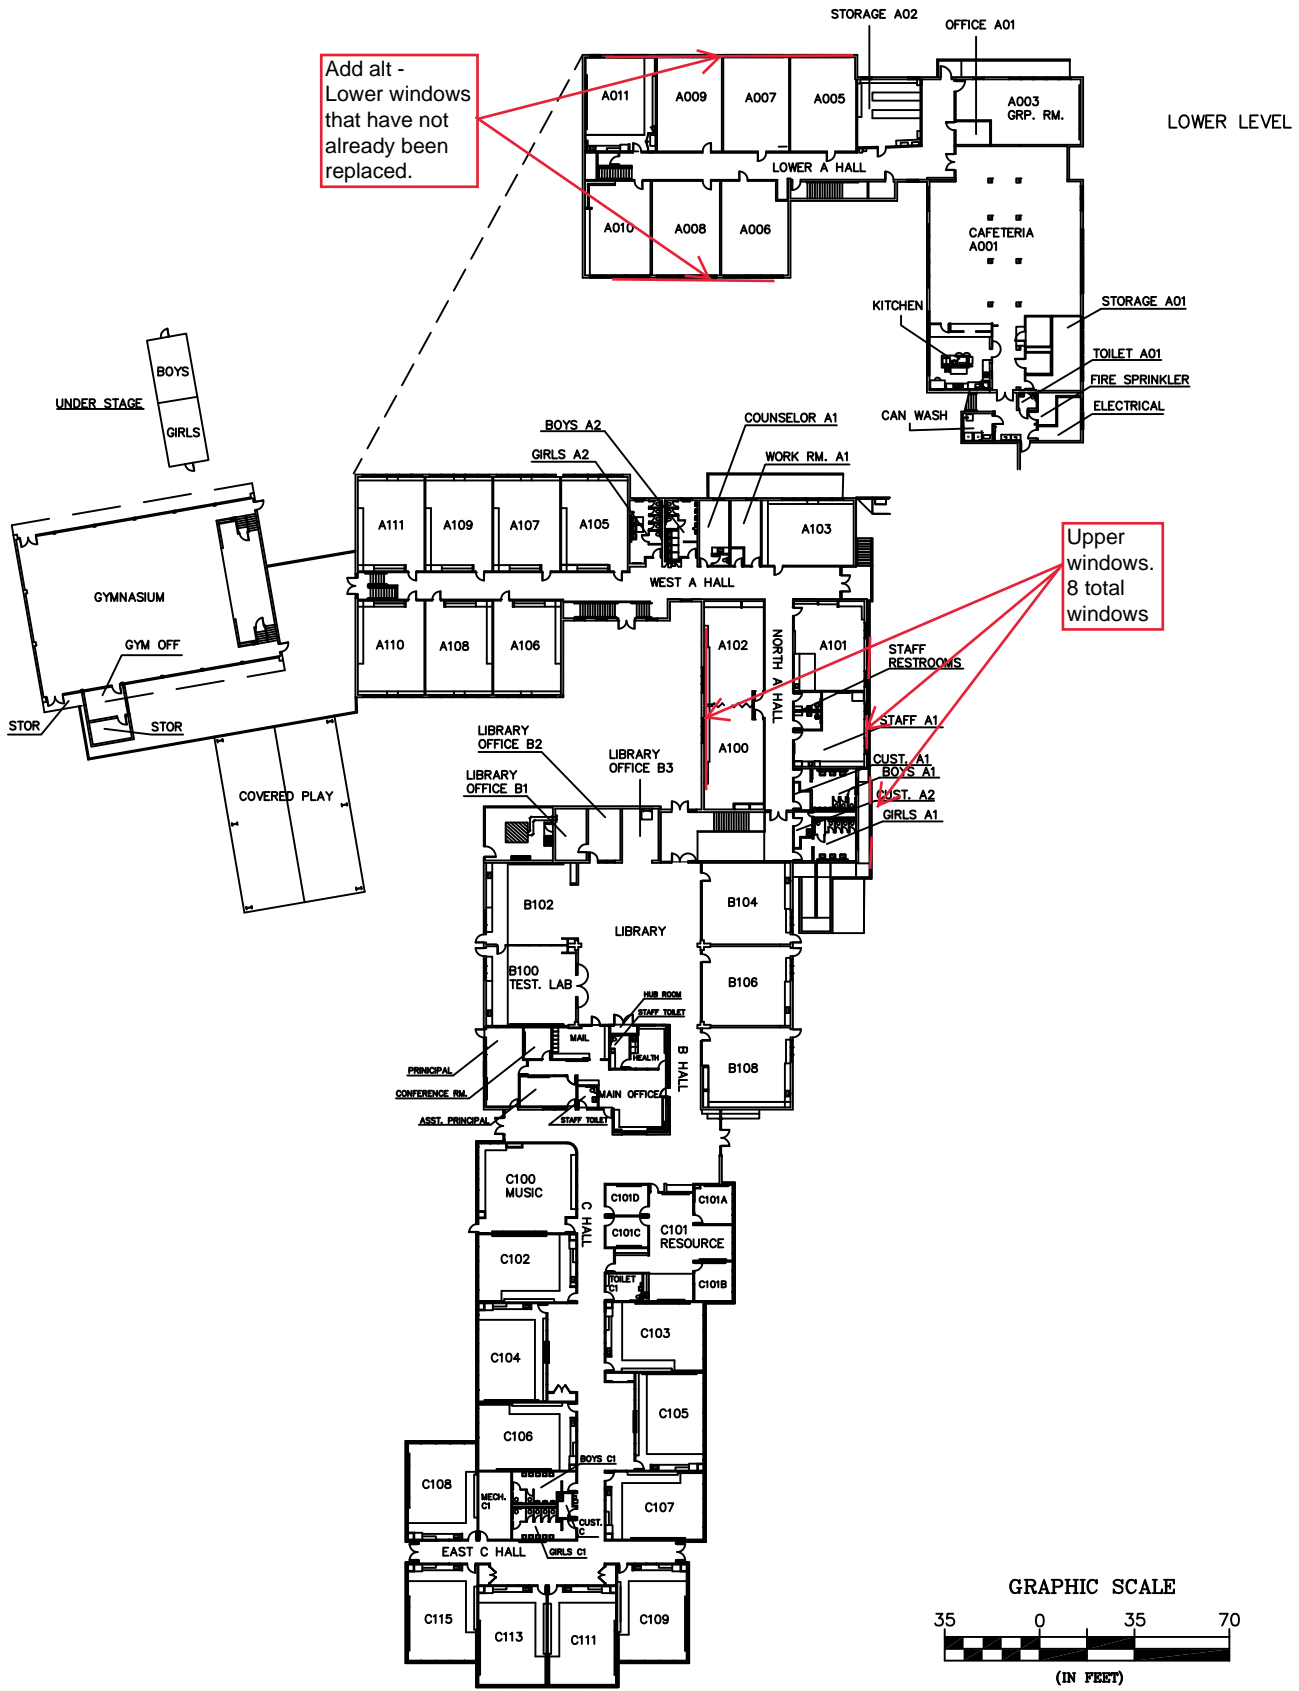 STORAGE A02
OFFICE A01
Add alt -
Lower windows
that have not
already been
replaced.
A011
A009
A007
A005
A003
GRP. RM.
LOWER LEVEL
LOWER A HALL
A010
A008
A006
CAFETERIA
A001
KITCHEN
STORAGE A01
TOILET A01
FIRE SPRINKLER
ELECTRICAL
CAN WASH
BOYS
GIRLS
UNDER STAGE
BOYS A2
GIRLS A2
COUNSELOR A1
WORK RM. A1
A111
A109
A107
A105
A103
Upper
windows.
8 total
windows
WEST A HALL
GYMNASIUM
GYM OFF
STOR
STOR
A110
A108
A106
A102
NORTH A HALL
A101
STAFF
RESTROOMS
STAFF A1
A100
CUST. A1
BOYS A1
CUST. A2
GIRLS A1
LIBRARY
OFFICE B2
LIBRARY
OFFICE B3
LIBRARY
OFFICE B1
COVERED PLAY
B102
LIBRARY
B104
B100
TEST. LAB
B106
HUB ROOM
STAFF TOILET
MAIL
HEALTH
B HALL
B108
PRINICIPAL
CONFERENCE RM.
MAIN OFFICE
ASST. PRINCIPAL
STAFF TOILET
C100
MUSIC
C HALL
C101D
C101A
C101C
C101
RESOURCE
C102
TOILET
C1
C101B
C103
C104
C105
C106
BOYS C1
C108
MECH.
C1
C107
CUST.
C
EAST C HALL
GIRLS C1
C115
C113
C111
C109
GRAPHIC SCALE
35 0 35 70
(IN FEET)